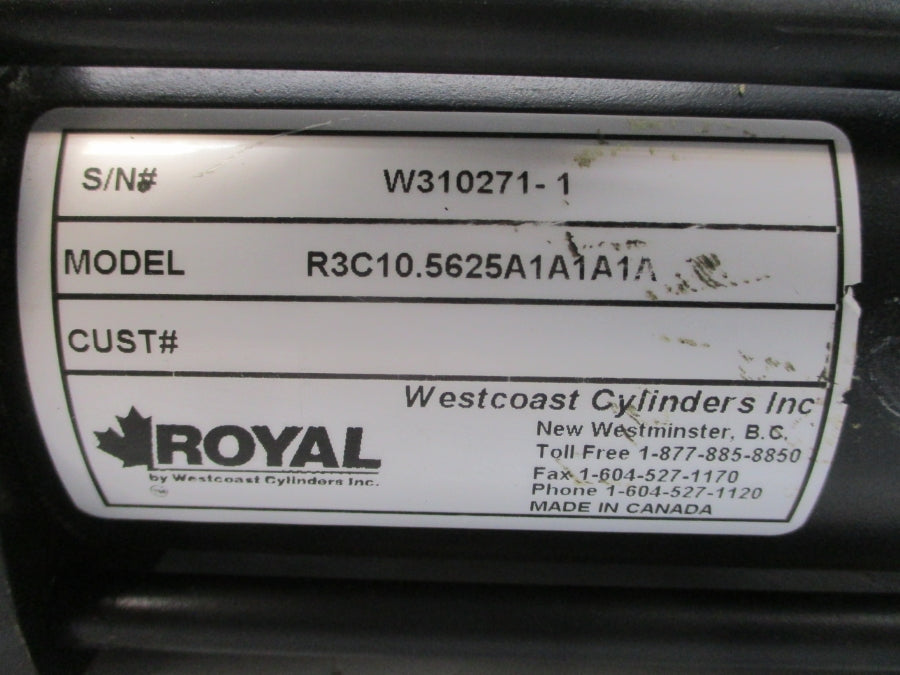 S/N# W310271-1
MODEL R3C10.5625A1A1A1A
CUST#
Westcoast Cylinders Inc
New Westminster, B.C.
Toll Free 1-877-885-8850
Fax 1-604-527-1170
Phone 1-604-527-1120
MADE IN CANADA
ROYAL
by Westcoast Cylinders Inc.